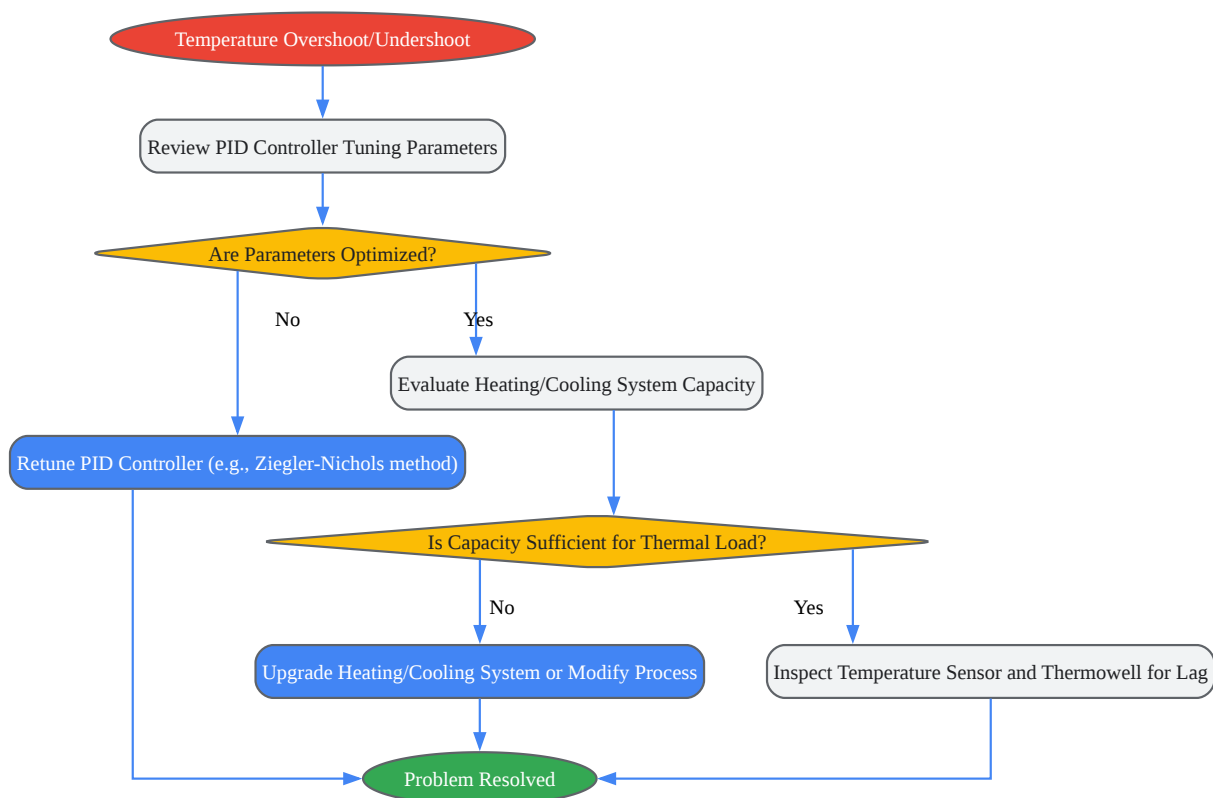 Temperature Overshoot/Undershoot
Review PID Controller Tuning Parameters
Are Parameters Optimized?
No
Yes
Evaluate Heating/Cooling System Capacity
Retune PID Controller (e.g., Ziegler-Nichols method)
Is Capacity Sufficient for Thermal Load?
No
Yes
Upgrade Heating/Cooling System or Modify Process
Inspect Temperature Sensor and Thermowell for Lag
Problem Resolved